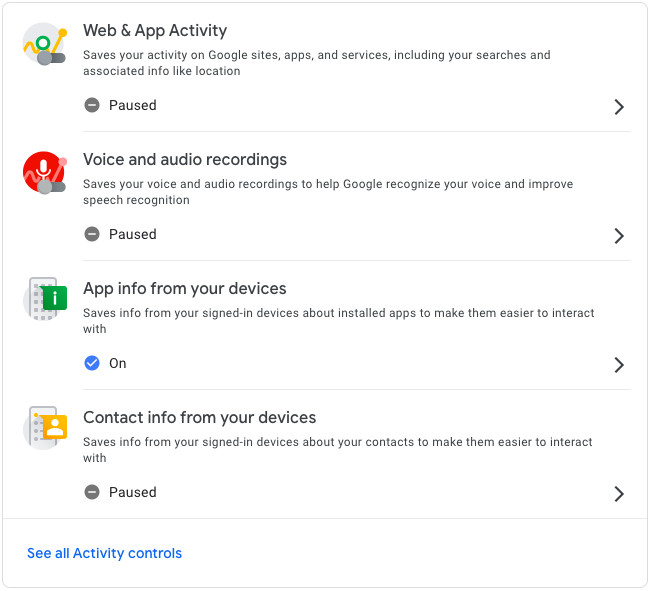 Web & App Activity
Saves your activity on Google sites, apps, and services, including your searches and
associated info like location
Paused
Voice and audio recordings
Saves your voice and audio recordings to help Google recognize your voice and improve
speech recognition
Paused
App info from your devices
Saves info from your signed-in devices about installed apps to make them easier to interact
with
On
Contact info from your devices
Saves info from your signed-in devices about your contacts to make them easier to interact
with
Paused
See all Activity controls